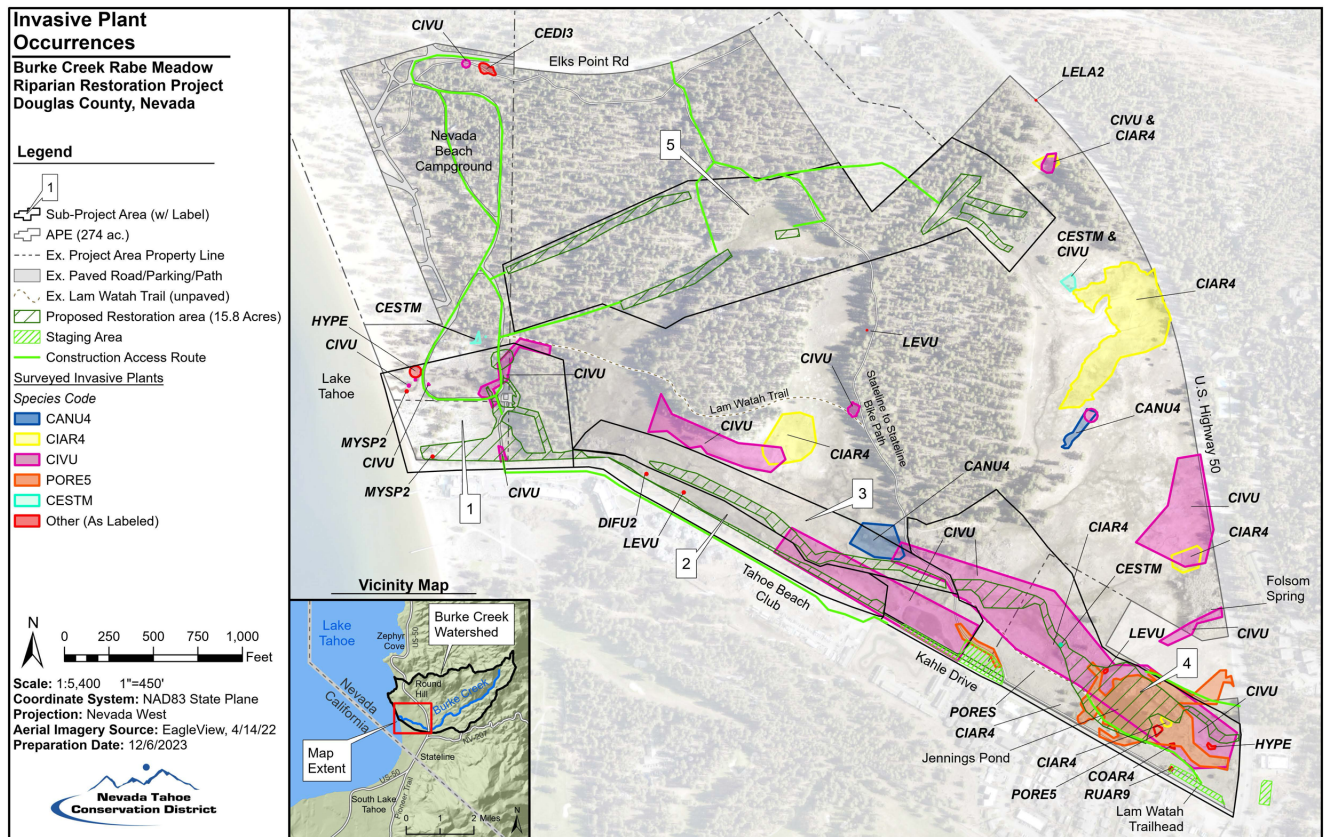 Invasive Plant
Occurrences
Burke Creek Rabe Meadow
Riparian Restoration Project
Douglas County, Nevada
Legend
1
Sub-Project Area (w/ Label)
APE (274 ac.)
Ex. Project Area Property Line
Ex. Paved Road/Parking/Path
Ex. Lam Watah Trail (unpaved)
Proposed Restoration area (15.8 Acres)
Staging Area
Construction Access Route
Surveyed Invasive Plants
Species Code
CANU4
CIAR4
CIVU
PORE5
CESTM
Other (As Labeled)
N
0 250 500 750 1,000
Feet
Scale: 1:5,400 1"=450'
Coordinate System: NAD83 State Plane
Projection: Nevada West
Aerial Imagery Source: EagleView, 4/14/22
Preparation Date: 12/6/2023
Nevada Tahoe
Conservation District
CIVU
CEDI3
Elks Point Rd
LELA2
CIVU &
CIAR4
Nevada
Beach
Campground
5
CESTM &
CIVU
CIAR4
CESTM
HYPE
CIVU
LEVU
CIVU
Lake
Tahoe
CIVU
Lam Watah Trail
Stateline to Stateline
Bike Path
U.S. Highway 50
CANU4
CIVU
CIAR4
MYSP2
CIVU
MYSP2
1
CIVU
CANU4
3
CIVU
CIAR4
CIVU
CIAR4
DIFU2
LEVU
2
CESTM
Tahoe Beach
Club
Folsom
Spring
LEVU
CIVU
4
Kahle Drive
CIVU
PORES
CIAR4
Jennings Pond
HYPE
CIAR4
COAR4
PORE5
RUAR9
Lam Watah
Trailhead
Vicinity Map
Lake
Tahoe
Zephyr
Cove
US-50
Burke Creek
Watershed
Round
Hill
Burke Creek
Nevada
California
NV-207
Map
Extent
Stateline
US-50
Pioneer Trail
South Lake
Tahoe
N
0 1 2 Miles